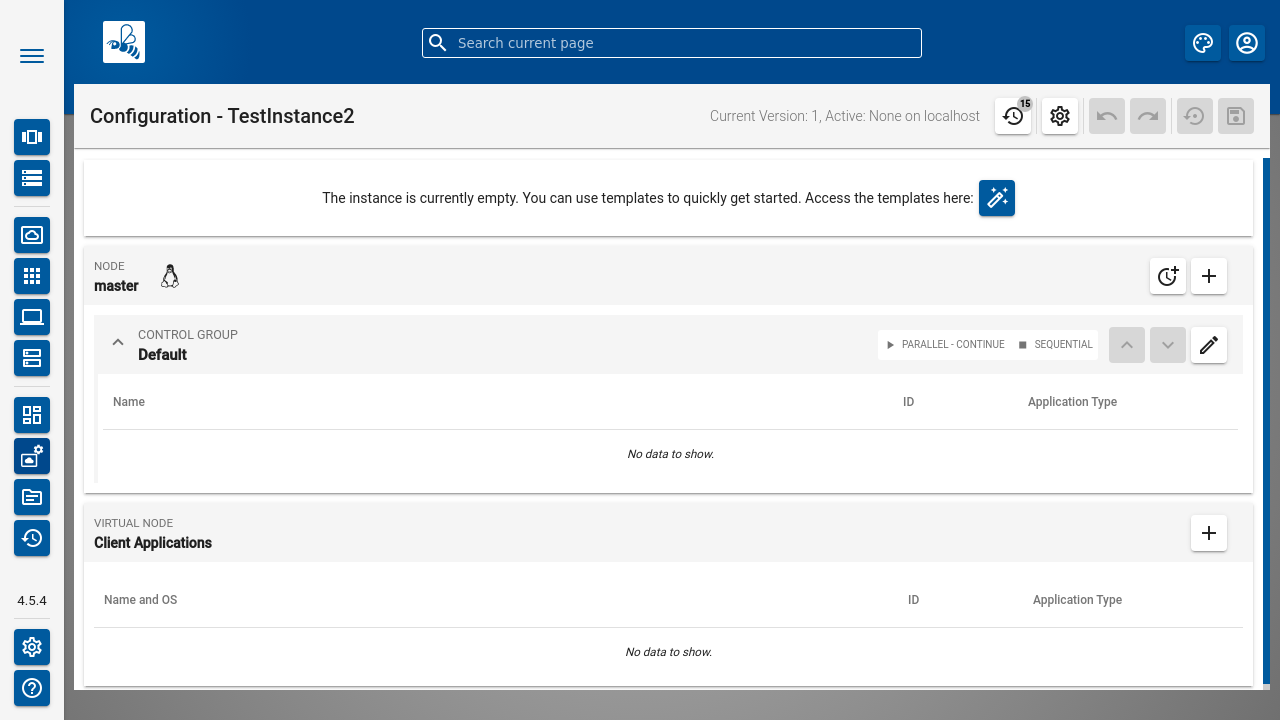 Search current page
Configuration - TestInstance2
Current Version: 1, Active: None on localhost
15
The instance is currently empty. You can use templates to quickly get started. Access the templates here:
NODE
master
CONTROL GROUP
Default
PARALLEL - CONTINUE
SEQUENTIAL
Name
ID
Application Type
No data to show.
VIRTUAL NODE
Client Applications
Name and OS
ID
Application Type
No data to show.
4.5.4